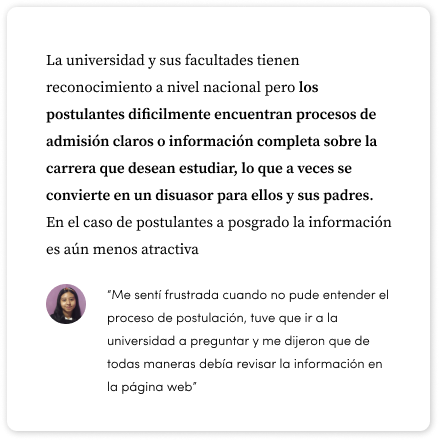 La universidad y sus facultades tienen
reconocimiento a nivel nacional pero los
postulantes dificilmente encuentran procesos de
admisión claros o información completa sobre la
carrera que desean estudiar, lo que a veces se
convierte en un disuasor para ellos y sus padres.
En el caso de postulantes a posgrado la información
es aún menos atractiva
“Me sentí frustrada cuando no pude entender el
proceso de postulación, tuve que ir a la
universidad a preguntar y me dijeron que de
todas maneras debía revisar la información en
la página web”